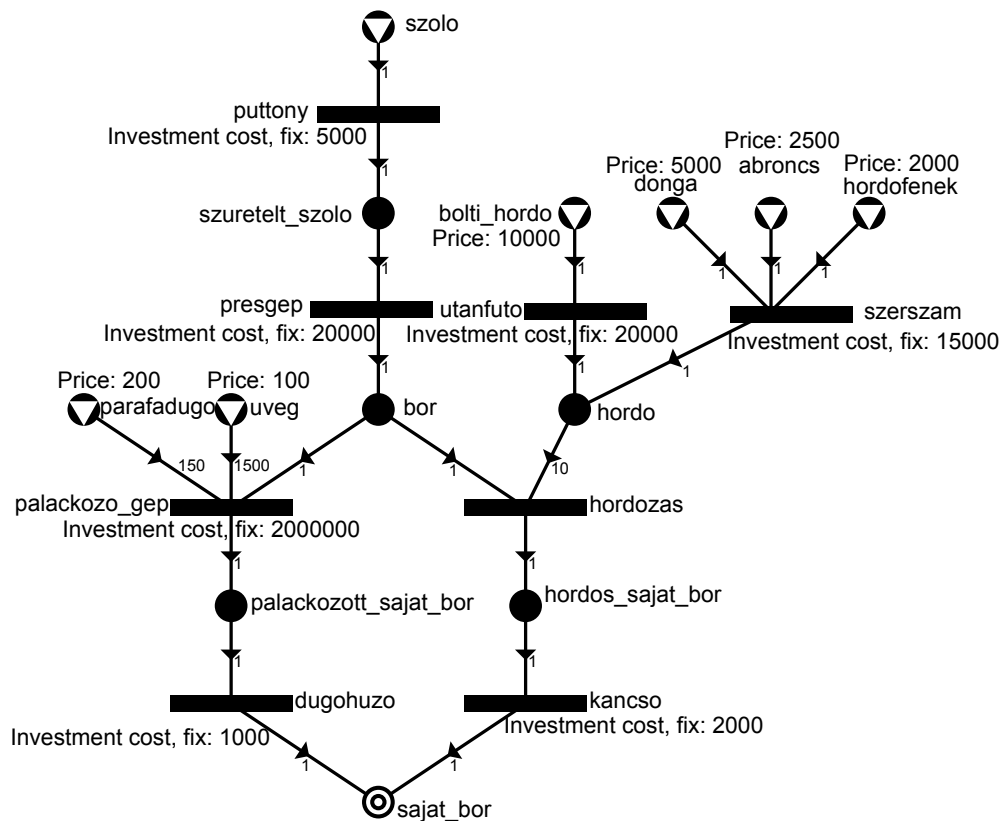 szolo
1
puttony
Investment cost, fix: 5000
1
Price: 2500
abroncs
Price: 5000
donga
Price: 2000
hordofenek
szuretelt_szolo
bolti_hordo
Price: 10000
1
1
1
1
1
presgep
Investment cost, fix: 20000
utanfuto
Investment cost, fix: 20000
szerszam
Investment cost, fix: 15000
1
1
1
Price: 200
parafadugo
Price: 100
uveg
bor
hordo
150
1500
1
1
10
palackozo_gep
Investment cost, fix: 2000000
hordozas
1
1
palackozott_sajat_bor
hordos_sajat_bor
1
1
dugohuzo
Investment cost, fix: 1000
kancso
Investment cost, fix: 2000
1
1
sajat_bor